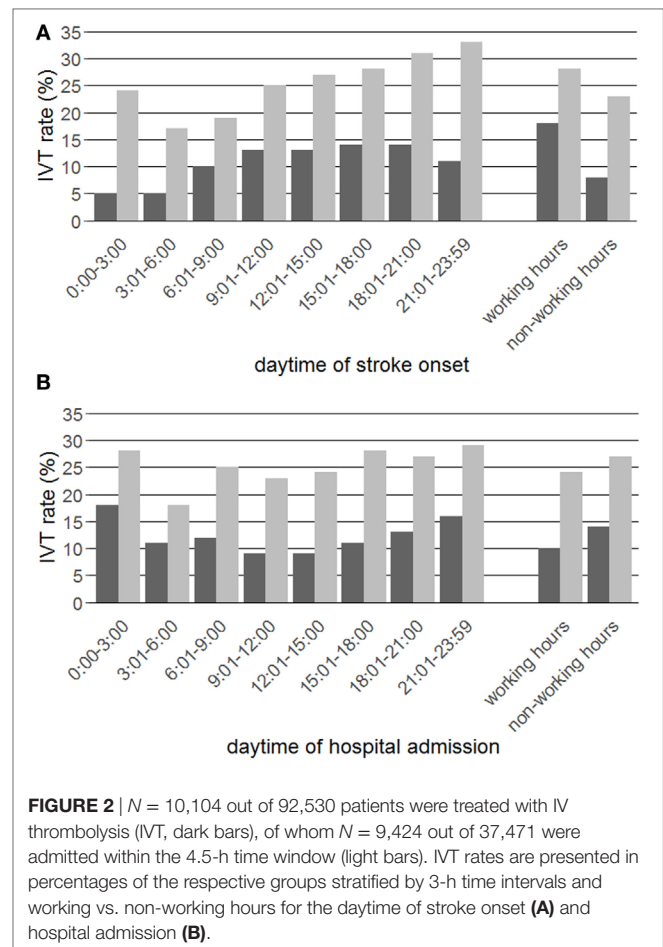 A
IVT rate (%)
35
30
25
20
15
10
5
0
0:00-3:00
3:01-6:00
6:01-9:00
9:01-12:00
12:01-15:00
15:01-18:00
18:01-21:00
21:01-23:59
working hours
non-working hours
daytime of stroke onset
B
IVT rate (%)
35
30
25
20
15
10
5
0
0:00-3:00
3:01-6:00
6:01-9:00
9:01-12:00
12:01-15:00
15:01-18:00
18:01-21:00
21:01-23:59
working hours
non-working hours
daytime of hospital admission
FIGURE 2 | N = 10,104 out of 92,530 patients were treated with IV
thrombolysis (IVT, dark bars), of whom N = 9,424 out of 37,471 were
admitted within the 4.5-h time window (light bars). IVT rates are presented in
percentages of the respective groups stratified by 3-h time intervals and
working vs. non-working hours for the daytime of stroke onset (A) and
hospital admission (B).